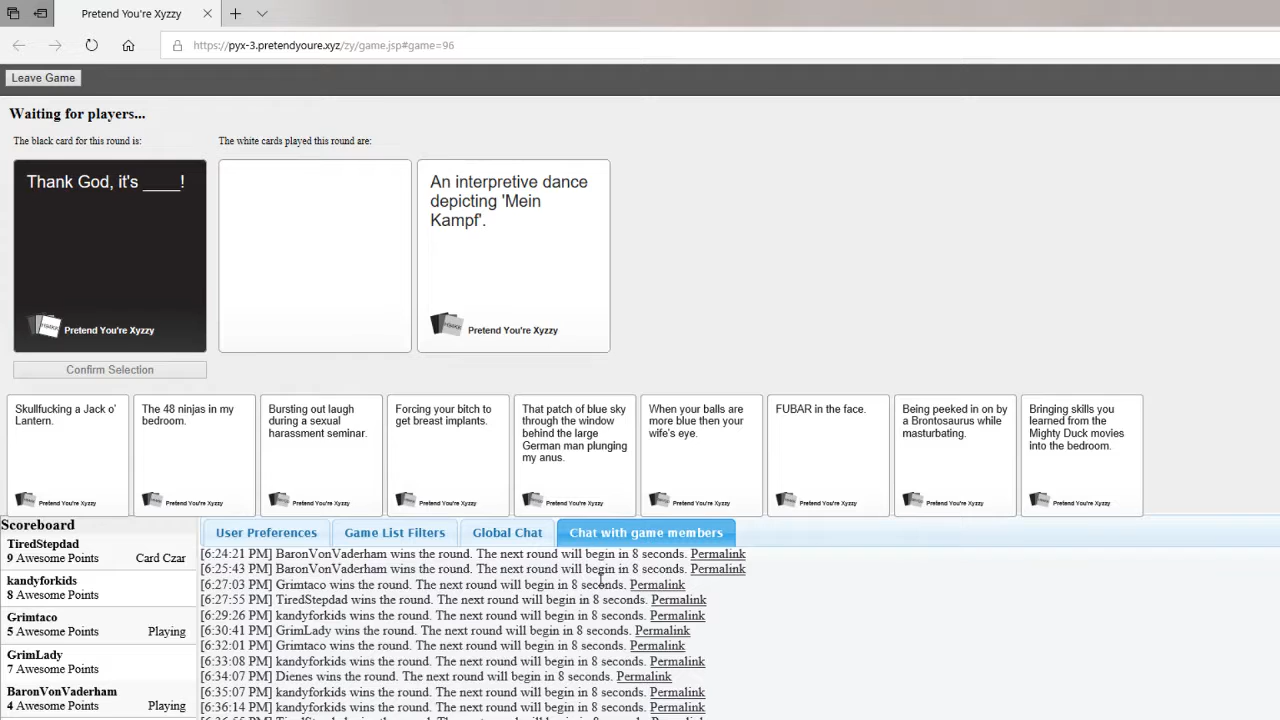 Pretend You're Xyzzy
https://pyx-3.pretendyoure.xyz/zy/game.jsp#game=96
Leave Game
Waiting for players...
The black card for this round is:
The white cards played this round are:
Thank God, it's ____!
Pretend You're Xyzzy
An interpretive dance
depicting 'Mein
Kampf'.
Pretend You're Xyzzy
Confirm Selection
Skullfucking a Jack o'
Lantern.
Pretend You're Xyzzy
The 48 ninjas in my
bedroom.
Pretend You're Xyzzy
Bursting out laugh
during a sexual
harassment seminar.
Pretend You're Xyzzy
Forcing your bitch to
get breast implants.
Pretend You're Xyzzy
That patch of blue sky
through the window
behind the large
German man plunging
my anus.
Pretend You're Xyzzy
When your balls are
more blue then your
wife's eye.
Pretend You're Xyzzy
FUBAR in the face.
Pretend You're Xyzzy
Being peeked in on by
a Brontosaurus while
masturbating.
Pretend You're Xyzzy
Bringing skills you
learned from the
Mighty Duck movies
into the bedroom.
Pretend You're Xyzzy
Scoreboard
TiredStepdad
9 Awesome Points Card Czar
kandyforkids
8 Awesome Points
Grimtaco
5 Awesome Points Playing
GrimLady
7 Awesome Points
BaronVonVaderham
4 Awesome Points Playing
User Preferences
Game List Filters
Global Chat
Chat with game members
[6:24:21 PM] BaronVonVaderham wins the round. The next round will begin in 8 seconds. Permalink
[6:25:43 PM] BaronVonVaderham wins the round. The next round will begin in 8 seconds. Permalink
[6:27:03 PM] Grimtaco wins the round. The next round will begin in 8 seconds. Permalink
[6:27:55 PM] TiredStepdad wins the round. The next round will begin in 8 seconds. Permalink
[6:29:26 PM] kandyforkids wins the round. The next round will begin in 8 seconds. Permalink
[6:30:41 PM] GrimLady wins the round. The next round will begin in 8 seconds. Permalink
[6:32:01 PM] Grimtaco wins the round. The next round will begin in 8 seconds. Permalink
[6:33:08 PM] kandyforkids wins the round. The next round will begin in 8 seconds. Permalink
[6:34:07 PM] Dienes wins the round. The next round will begin in 8 seconds. Permalink
[6:35:07 PM] kandyforkids wins the round. The next round will begin in 8 seconds. Permalink
[6:36:14 PM] kandyforkids wins the round. The next round will begin in 8 seconds. Permalink
[6:36:55 PM] TiredStepdad wins the round. The next round will begin in 8 seconds. Permalink